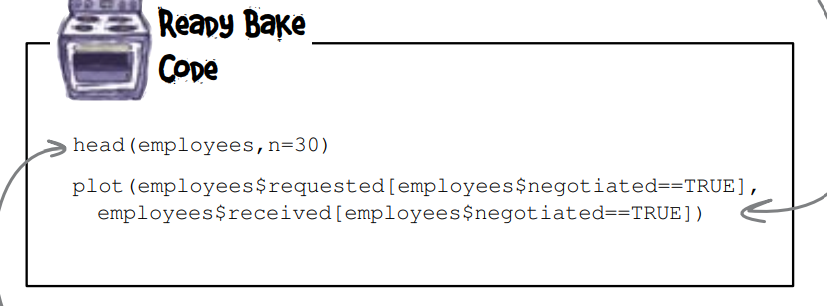 Ready Bake
Code
head(employees,n=30)
plot(employees$requested[employees$negotiated==TRUE],
employees$received[employees$negotiated==TRUE])